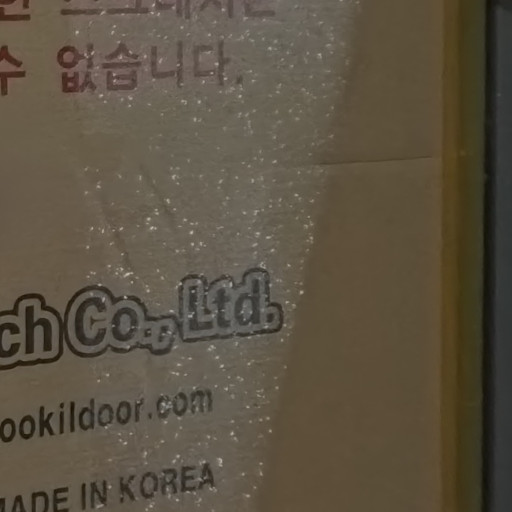 수 없습니다.
ch Co., Ltd.
ookildoor.com
MADE IN KOREA